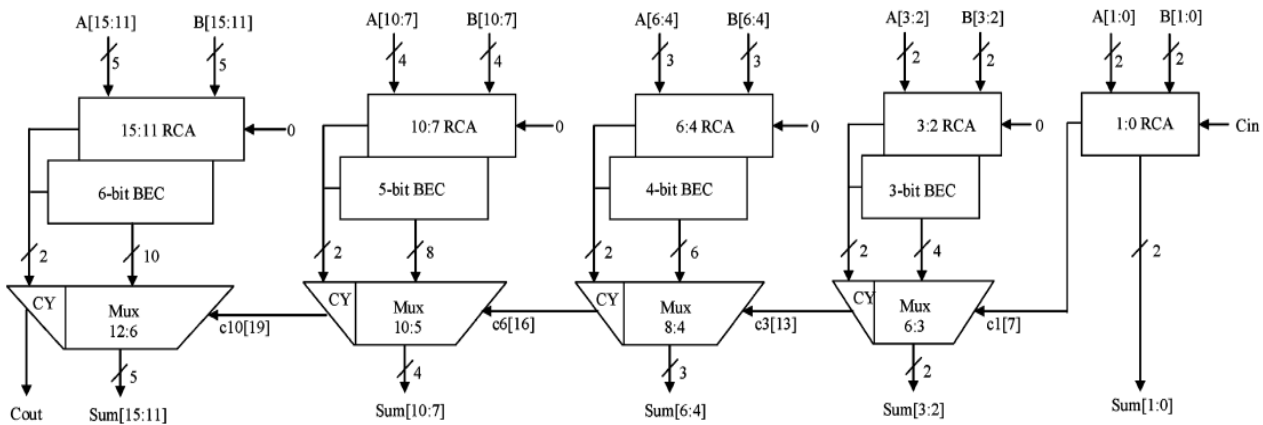 A[15:11] B[15:11] A[10:7] B[10:7] A[6:4] B[6:4] A[3:2] B[3:2] A[1:0] B[1:0]
5 5 4 4 3 3 2 2 2 2
15:11 RCA 0 10:7 RCA 0 6:4 RCA 0 3:2 RCA 0 1:0 RCA Cin
6-bit BEC 5-bit BEC 4-bit BEC 3-bit BEC
2 10 2 8 2 6 2 4 2
CY Mux CY Mux CY Mux CY Mux
12:6 c10[19] 10:5 c6[16] 8:4 c3[13] 6:3 c1[7]
5 4 3 2
Cout Sum[15:11] Sum[10:7] Sum[6:4] Sum[3:2] Sum[1:0]